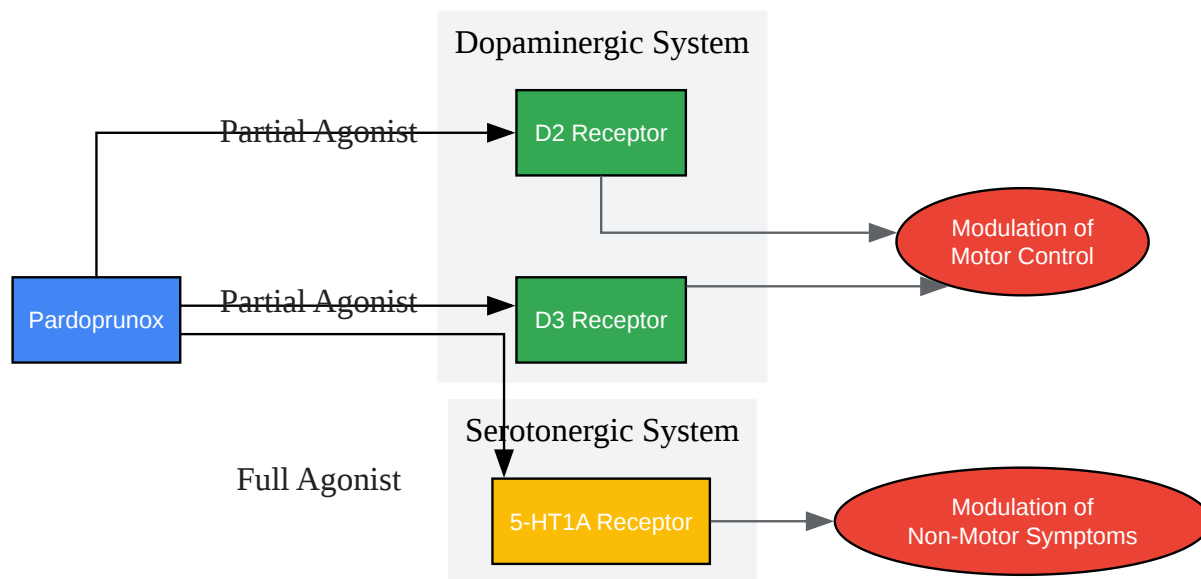 Dopaminergic System
Partial Agonist
D2 Receptor
Modulation of
Motor Control
Pardoprunox
Partial Agonist
D3 Receptor
Serotonergic System
Full Agonist
5-HT1A Receptor
Modulation of
Non-Motor Symptoms